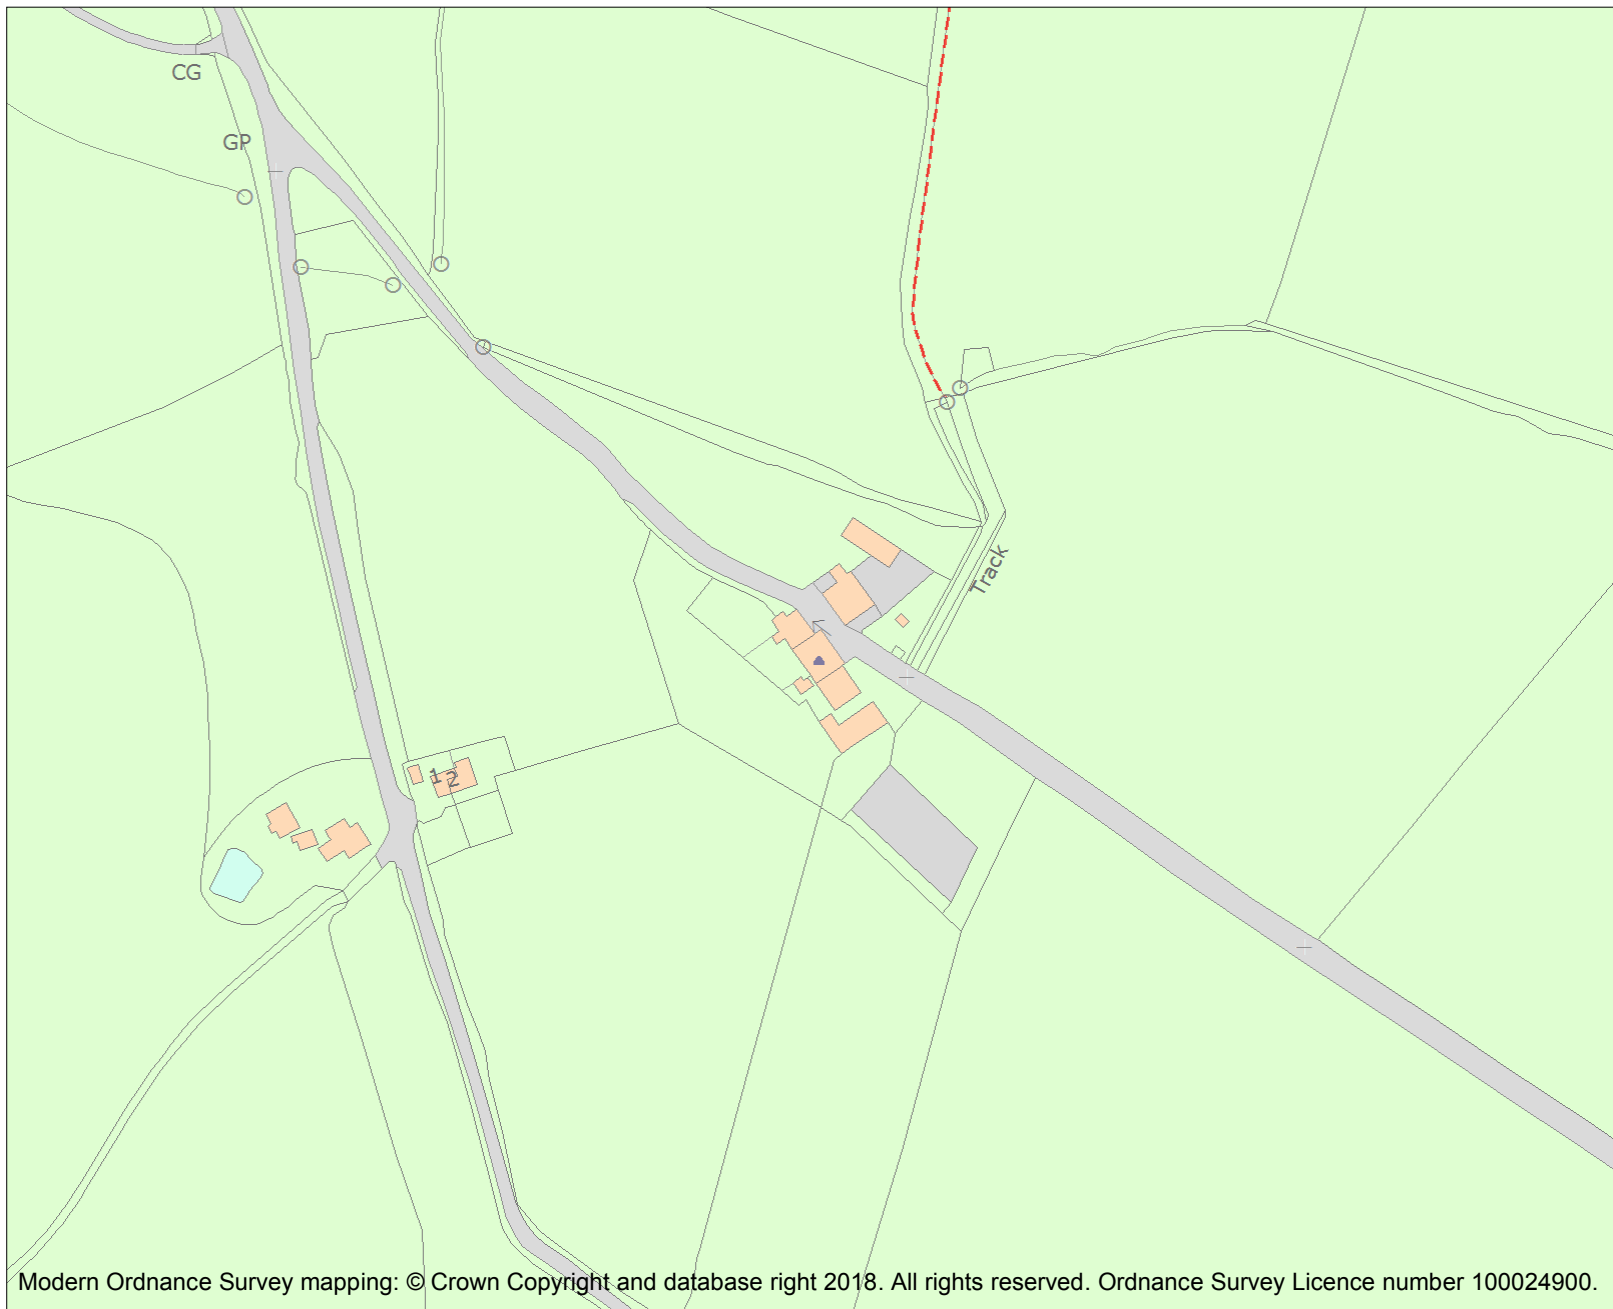 CG
GP
Track
1
2
Modern Ordnance Survey mapping: © Crown Copyright and database right 2018. All rights reserved. Ordnance Survey Licence number 100024900.